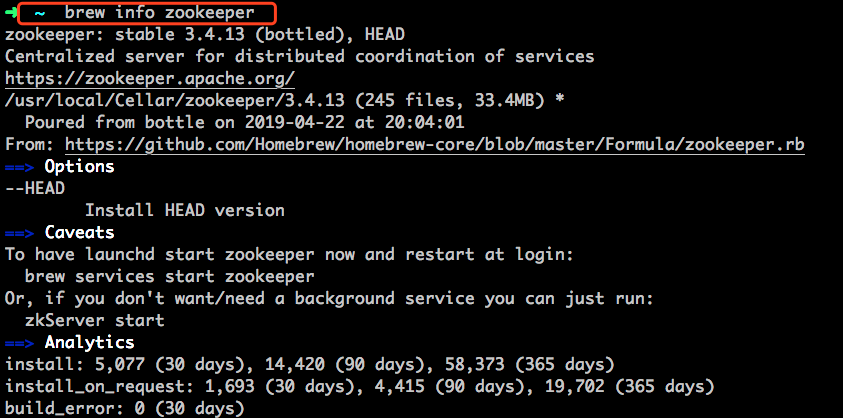 ➜ ~ brew info zookeeper
zookeeper: stable 3.4.13 (bottled), HEAD
Centralized server for distributed coordination of services
https://zookeeper.apache.org/
/usr/local/Cellar/zookeeper/3.4.13 (245 files, 33.4MB) *
  Poured from bottle on 2019-04-22 at 20:04:01
From: https://github.com/Homebrew/homebrew-core/blob/master/Formula/zookeeper.rb
==> Options
--HEAD
        Install HEAD version
==> Caveats
To have launchd start zookeeper now and restart at login:
  brew services start zookeeper
Or, if you don't want/need a background service you can just run:
  zkServer start
==> Analytics
install: 5,077 (30 days), 14,420 (90 days), 58,373 (365 days)
install_on_request: 1,693 (30 days), 4,415 (90 days), 19,702 (365 days)
build_error: 0 (30 days)